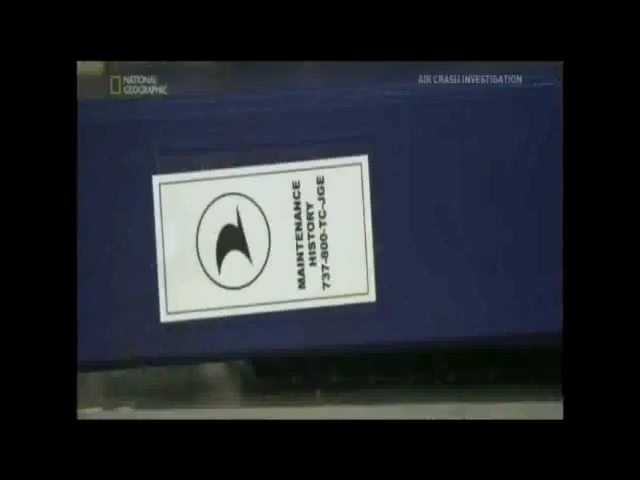 NATIONAL
GEOGRAPHIC
AIR CRASH INVESTIGATION
MAINTENANCE
HISTORY
737-800-TC-JGE